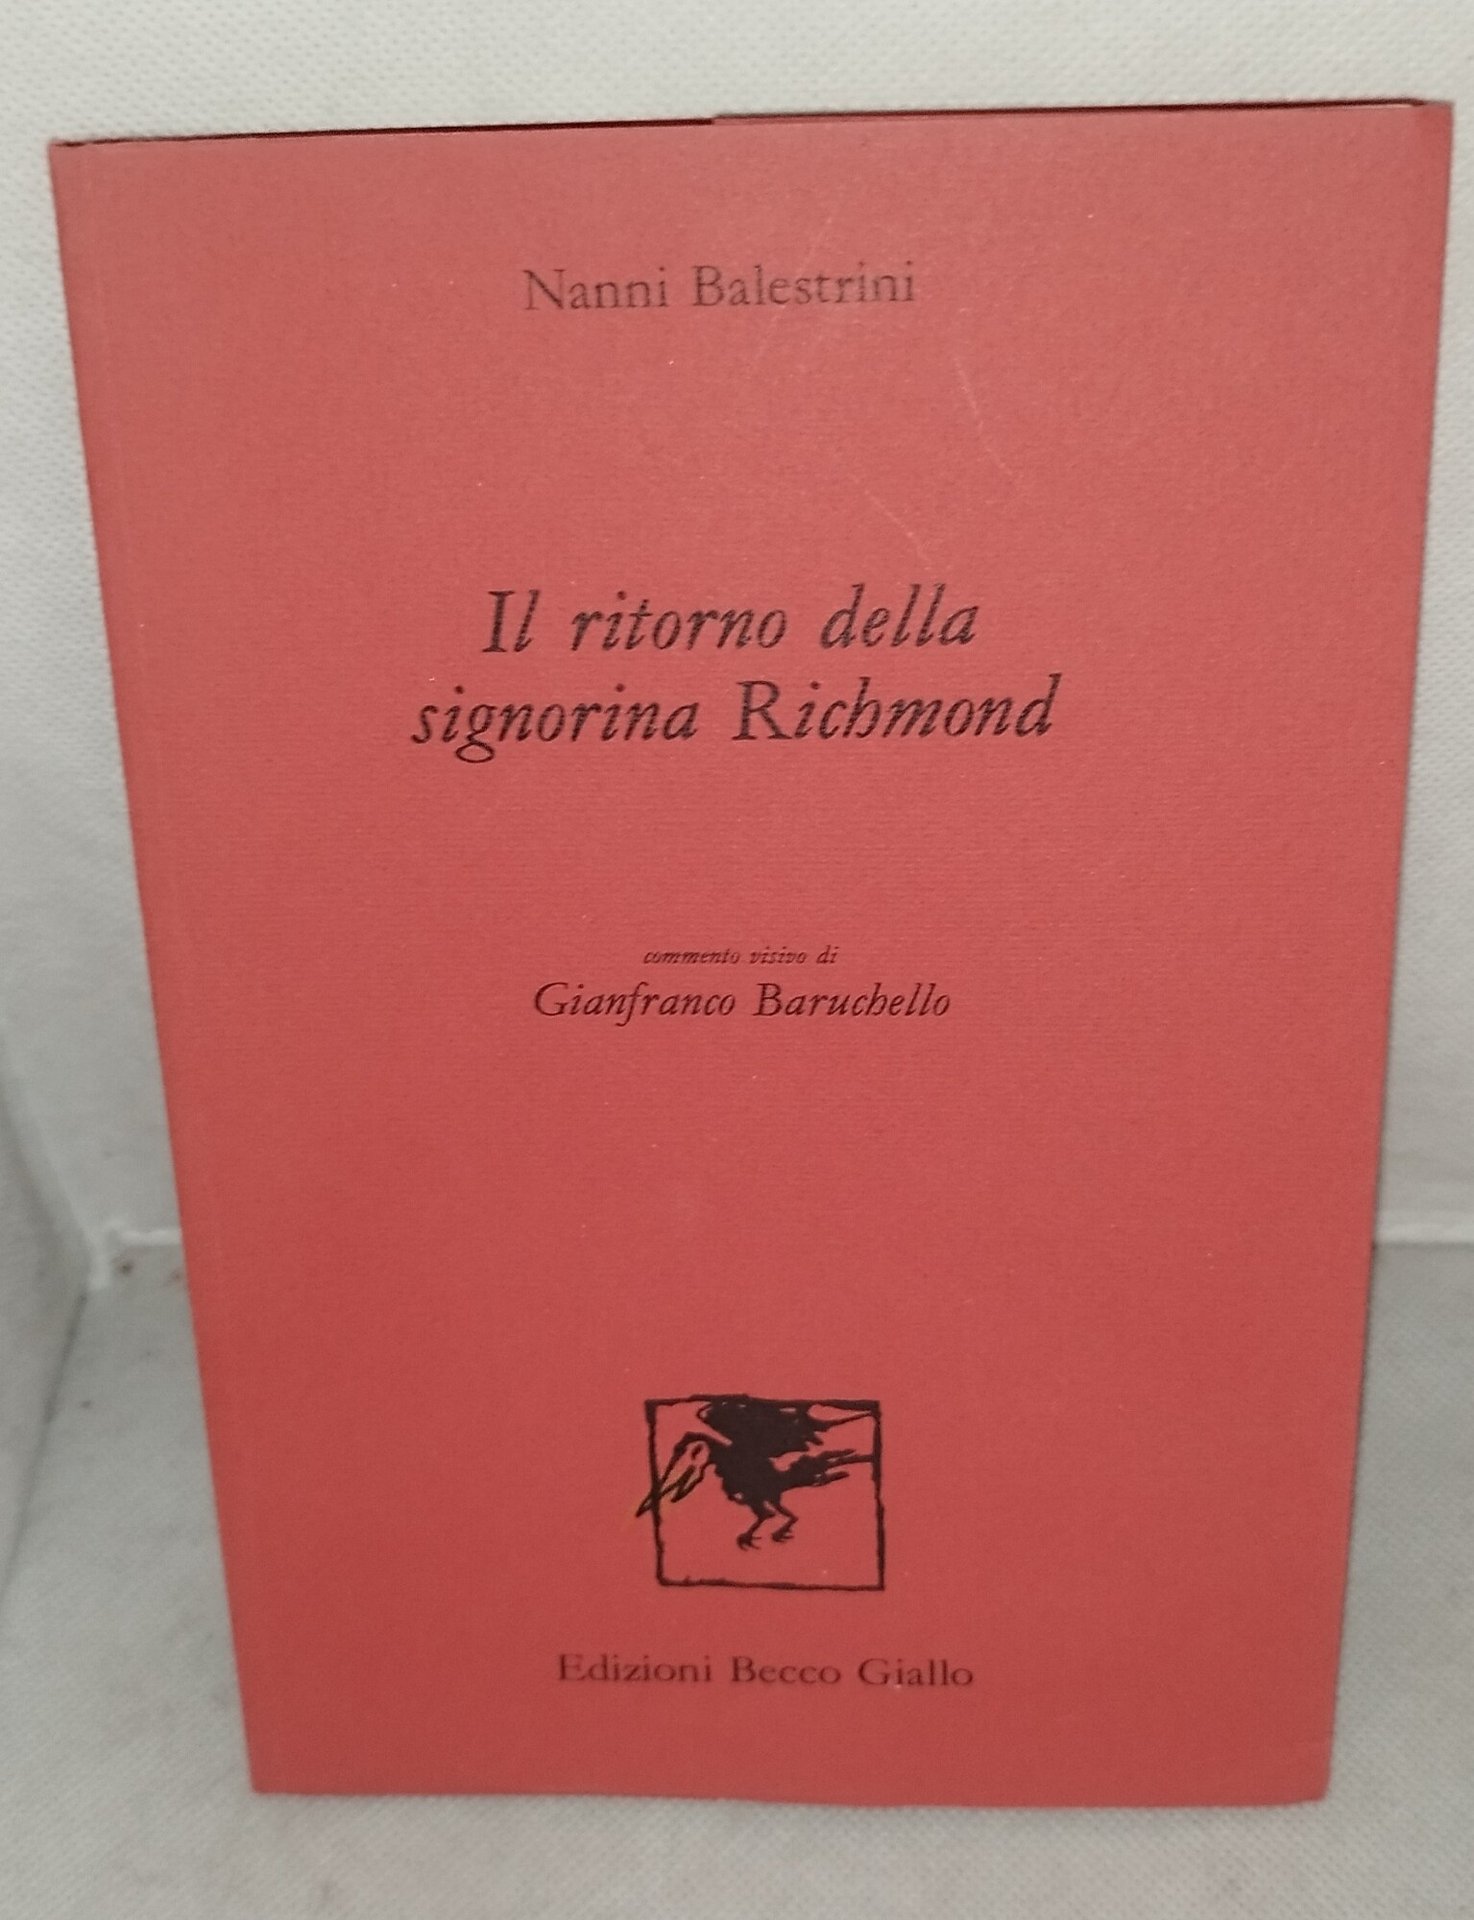 Nanni Balestrini
Il ritorno della
signorina Richmond
commento visivo di
Gianfranco Baruchello
Edizioni Becco Giallo